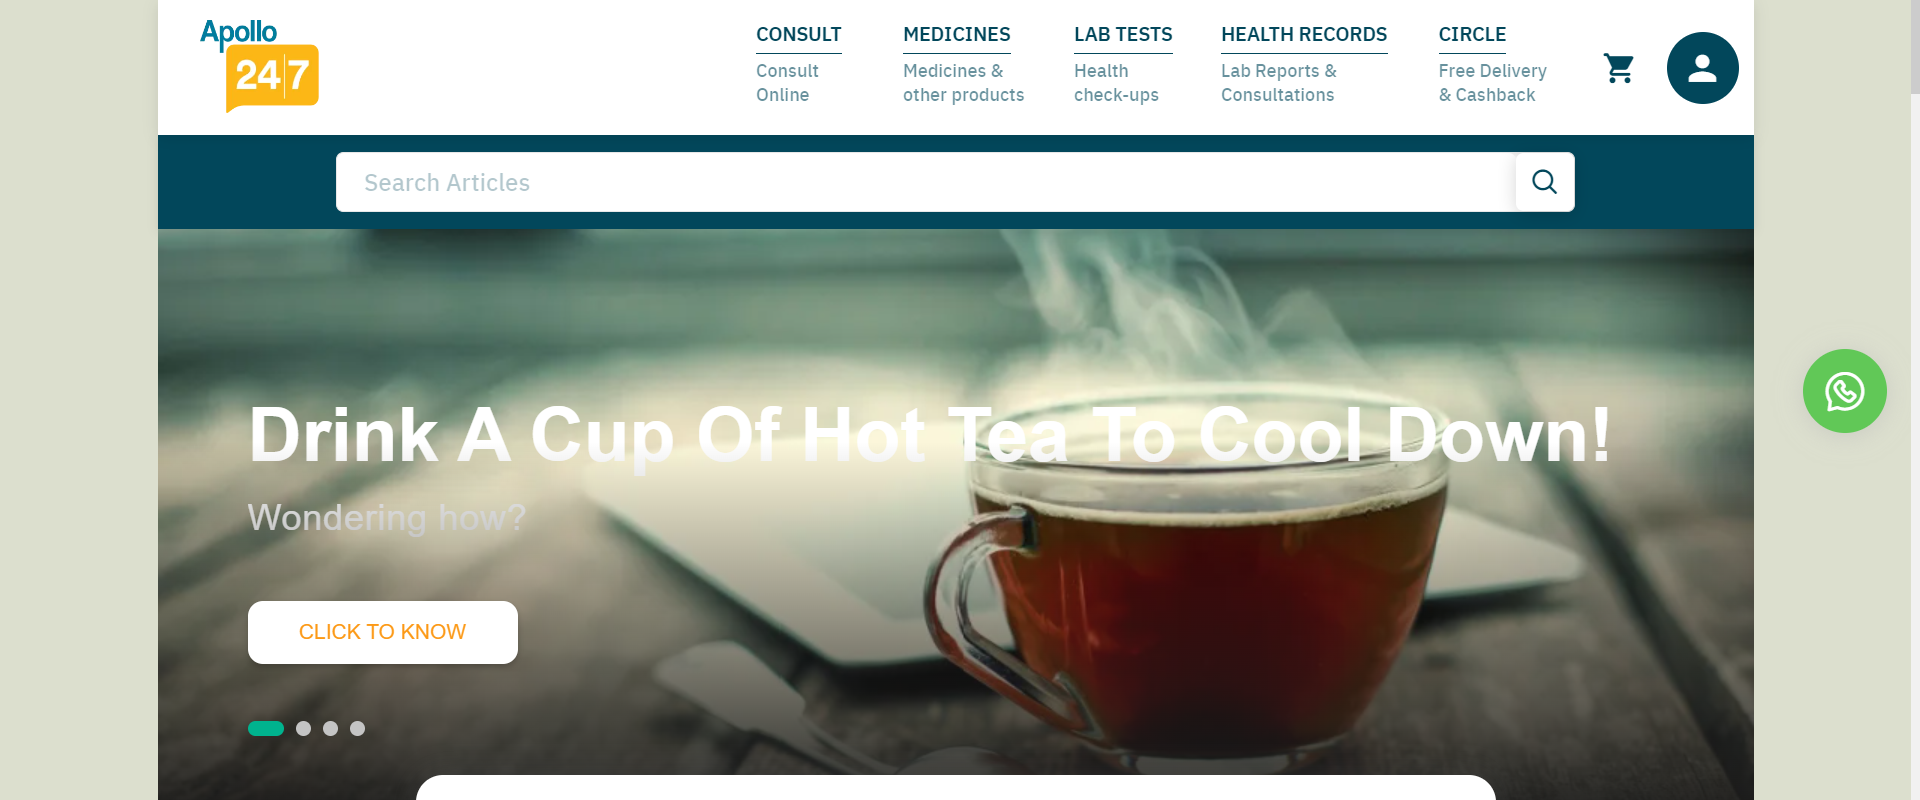 Apollo
24|7
CONSULT
Consult
Online
MEDICINES
Medicines &
other products
LAB TESTS
Health
check-ups
HEALTH RECORDS
Lab Reports &
Consultations
CIRCLE
Free Delivery
& Cashback
Search Articles
Drink A Cup Of Hot Tea To Cool Down!
Wondering how?
CLICK TO KNOW